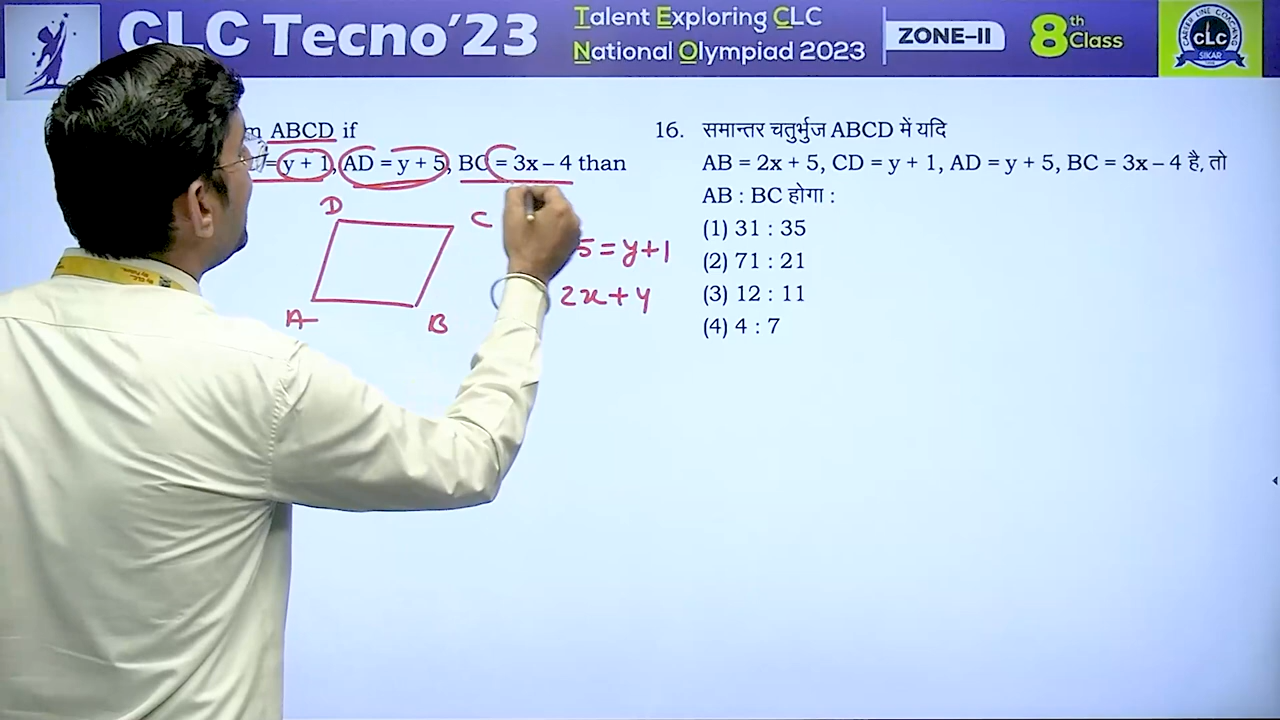 CLC Tecno’23
Talent Exploring CLC
National Olympiad 2023
ZONE–II
8th Class
CLC
SIKAR
ABCD if
= y + 1, AD = y + 5, BC = 3x – 4 than
D
C
A
B
5 = y+1
2x+y
16. समान्तर चतुर्भुज ABCD में यदि
AB = 2x + 5, CD = y + 1, AD = y + 5, BC = 3x – 4 है, तो
AB : BC होगा :
(1) 31 : 35
(2) 71 : 21
(3) 12 : 11
(4) 4 : 7